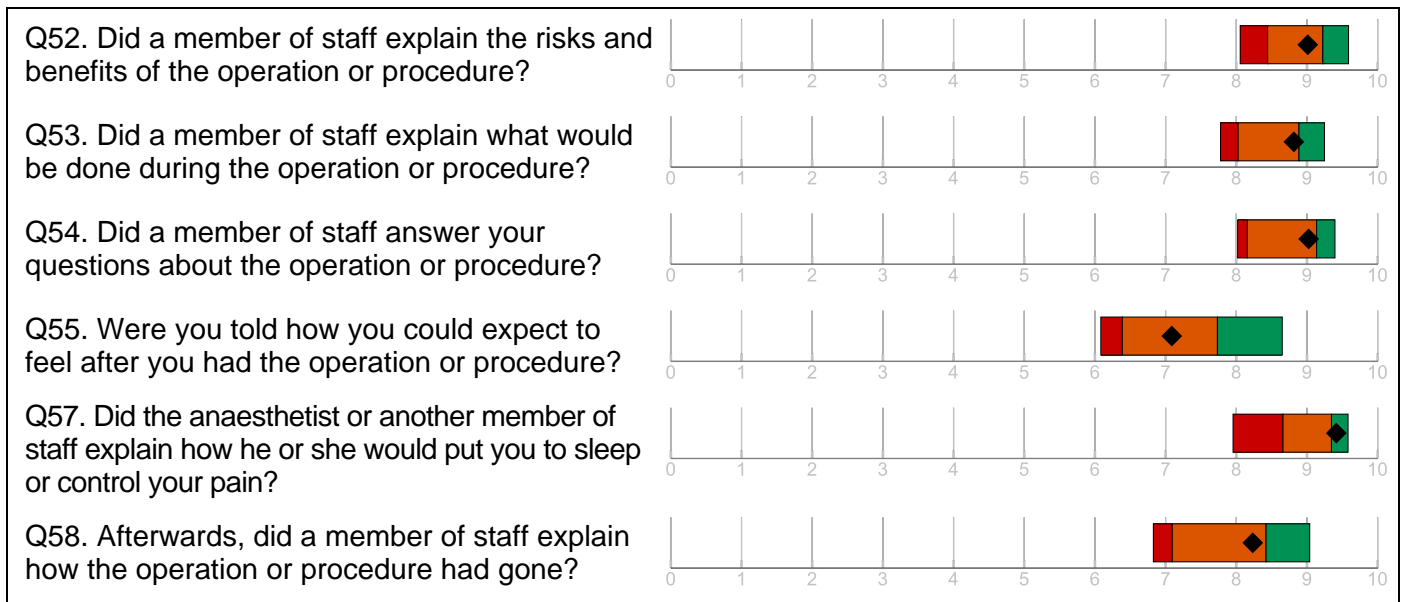 Q52. Did a member of staff explain the risks and
benefits of the operation or procedure?
0 1 2 3 4 5 6 7 8 9 10
Q53. Did a member of staff explain what would
be done during the operation or procedure?
0 1 2 3 4 5 6 7 8 9 10
Q54. Did a member of staff answer your
questions about the operation or procedure?
0 1 2 3 4 5 6 7 8 9 10
Q55. Were you told how you could expect to
feel after you had the operation or procedure?
0 1 2 3 4 5 6 7 8 9 10
Q57. Did the anaesthetist or another member of
staff explain how he or she would put you to sleep
or control your pain?
0 1 2 3 4 5 6 7 8 9 10
Q58. Afterwards, did a member of staff explain
how the operation or procedure had gone?
0 1 2 3 4 5 6 7 8 9 10